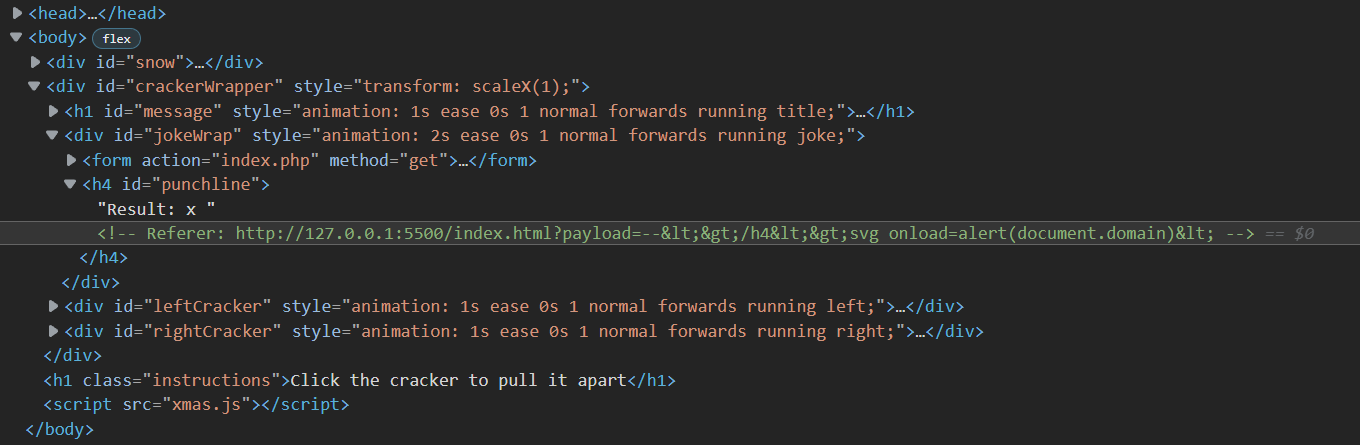 <head>…</head>
<body> flex
<div id="snow">…</div>
<div id="crackerWrapper" style="transform: scaleX(1);">
<h1 id="message" style="animation: 1s ease 0s 1 normal forwards running title;">…</h1>
<div id="jokeWrap" style="animation: 2s ease 0s 1 normal forwards running joke;">
<form action="index.php" method="get">…</form>
<h4 id="punchline">
"Result: x "
<!-- Referer: http://127.0.0.1:5500/index.html?payload=--&lt;&gt;/h4&lt;&gt;svg onload=alert(document.domain)&lt; --> == $0
</h4>
</div>
<div id="leftCracker" style="animation: 1s ease 0s 1 normal forwards running left;">…</div>
<div id="rightCracker" style="animation: 1s ease 0s 1 normal forwards running right;">…</div>
</div>
<h1 class="instructions">Click the cracker to pull it apart</h1>
<script src="xmas.js"></script>
</body>